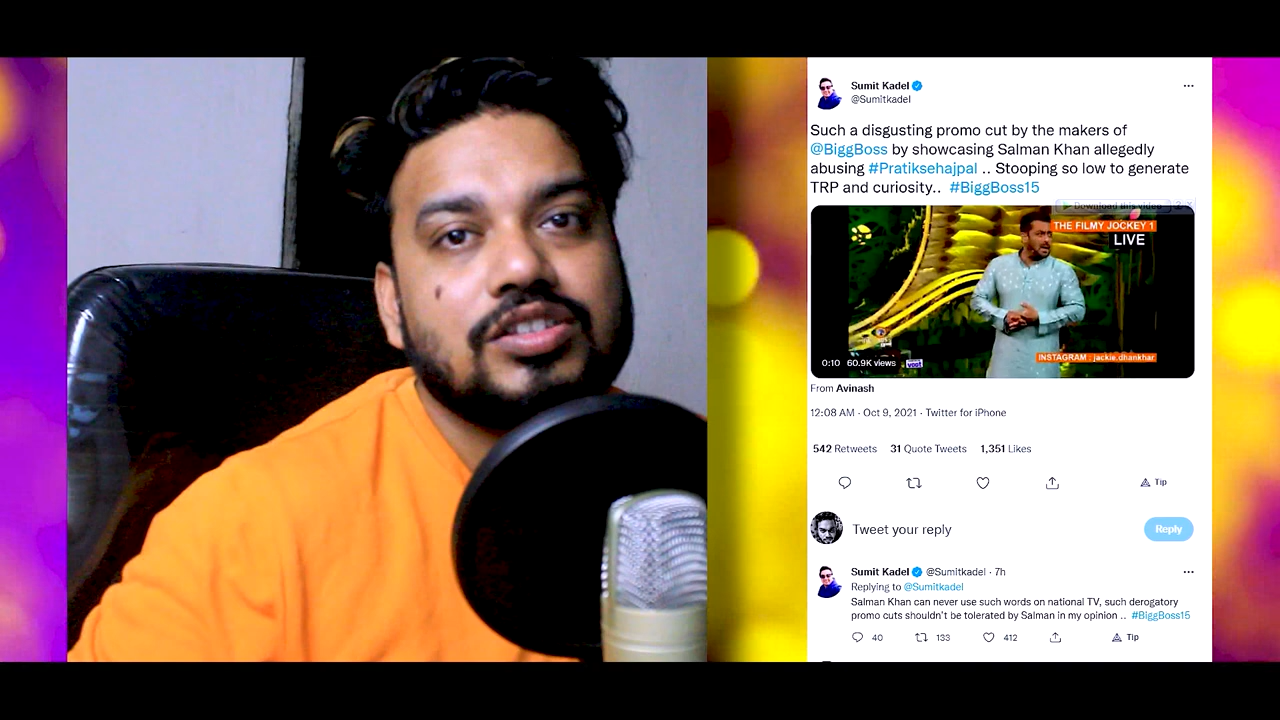 Sumit Kadel
@Sumitkadel
Such a disgusting promo cut by the makers of
@BiggBoss by showcasing Salman Khan allegedly
abusing #Pratiksehajpal .. Stooping so low to generate
TRP and curiosity.. #BiggBoss15
Download this video ? ×
THE FILMY JOCKEY 1
LIVE
INSTAGRAM : jackie.dhankhar
0:10 60.9K views
voot
From Avinash
12:08 AM · Oct 9, 2021 · Twitter for iPhone
542 Retweets 31 Quote Tweets 1,351 Likes
Tip
Tweet your reply
Reply
Sumit Kadel @Sumitkadel · 7h
Replying to @Sumitkadel
Salman Khan can never use such words on national TV, such derogatory
promo cuts shouldn't be tolerated by Salman in my opinion .. #BiggBoss15
40 133 412 Tip